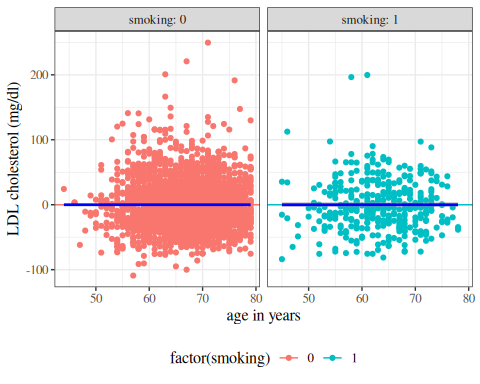 smoking: 0 smoking: 1
200
100
0
-100
LDL cholesterol (mg/dl)
50 60 70 80 50 60 70 80
age in years
factor(smoking) 0 1